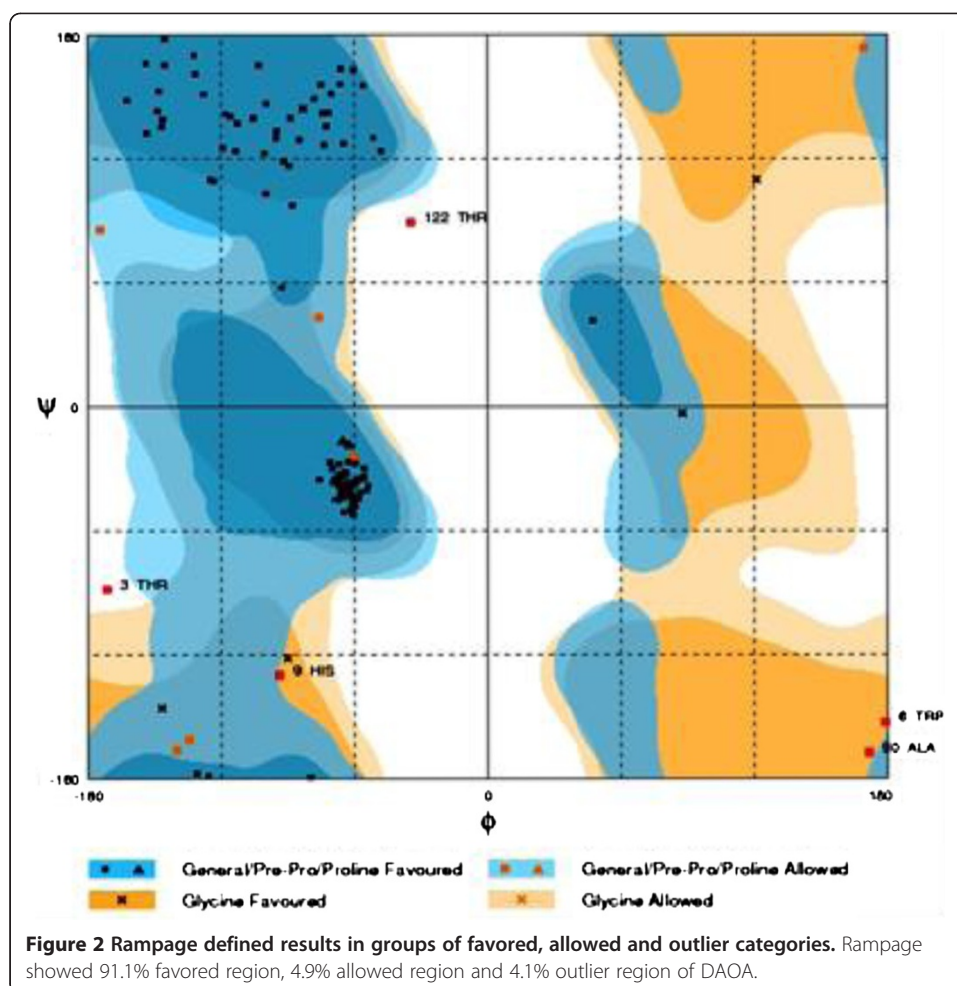 180
122 THR
Ψ 0
3 THR
9 HIS
6 TRP
90 ALA
-180
-180 0 180
ϕ
General/Pre-Pro/Proline Favoured General/Pre-Pro/Proline Allowed
Glycine Favoured Glycine Allowed
Figure 2 Rampage defined results in groups of favored, allowed and outlier categories. Rampage
showed 91.1% favored region, 4.9% allowed region and 4.1% outlier region of DAOA.